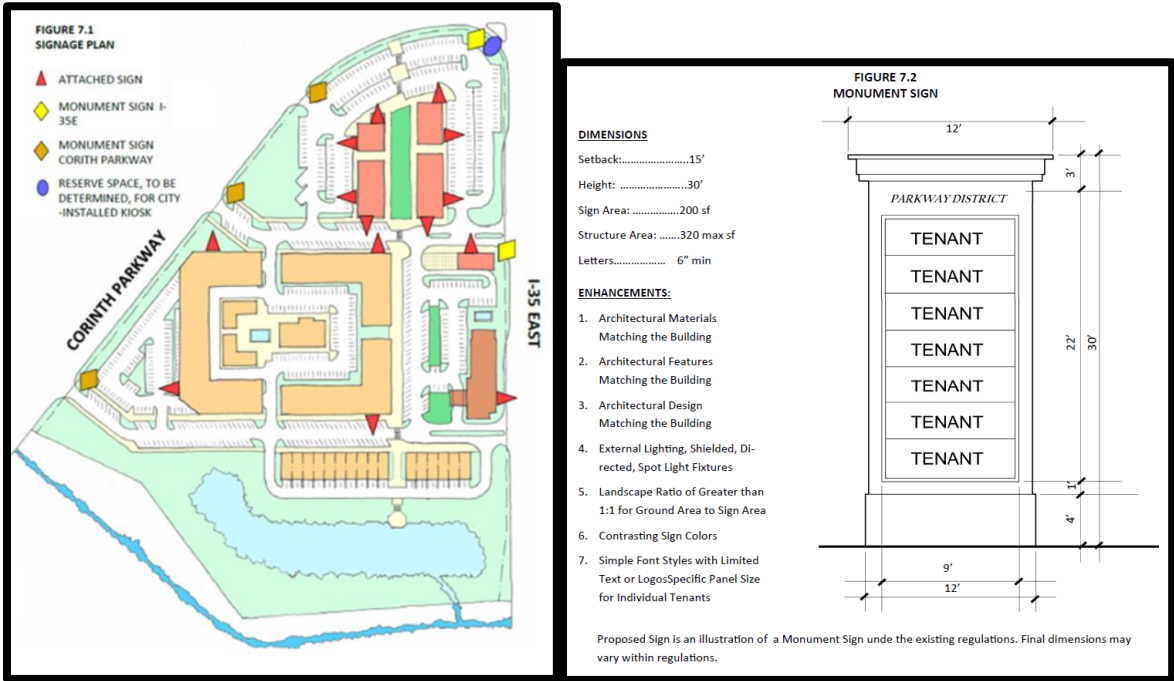 FIGURE 7.1
SIGNAGE PLAN
ATTACHED SIGN
MONUMENT SIGN I-
35E
MONUMENT SIGN
CORITH PARKWAY
RESERVE SPACE, TO BE
DETERMINED, FOR CITY
-INSTALLED KIOSK
CORINTH PARKWAY
I-35 EAST
FIGURE 7.2
MONUMENT SIGN
DIMENSIONS
Setback:......................15’
Height: ......................30’
Sign Area: ...............200 sf
Structure Area: .......320 max sf
Letters................. 6” min
ENHANCEMENTS:
1. Architectural Materials
Matching the Building
2. Architectural Features
Matching the Building
3. Architectural Design
Matching the Building
4. External Lighting, Shielded, Di-
rected, Spot Light Fixtures
5. Landscape Ratio of Greater than
1:1 for Ground Area to Sign Area
6. Contrasting Sign Colors
7. Simple Font Styles with Limited
Text or LogosSpecific Panel Size
for Individual Tenants
12’
3’
PARKWAY DISTRICT
TENANT
TENANT
TENANT
TENANT
TENANT
TENANT
TENANT
22’
30’
1’
4’
9’
12’
Proposed Sign is an illustration of a Monument Sign unde the existing regulations. Final dimensions may
vary within regulations.